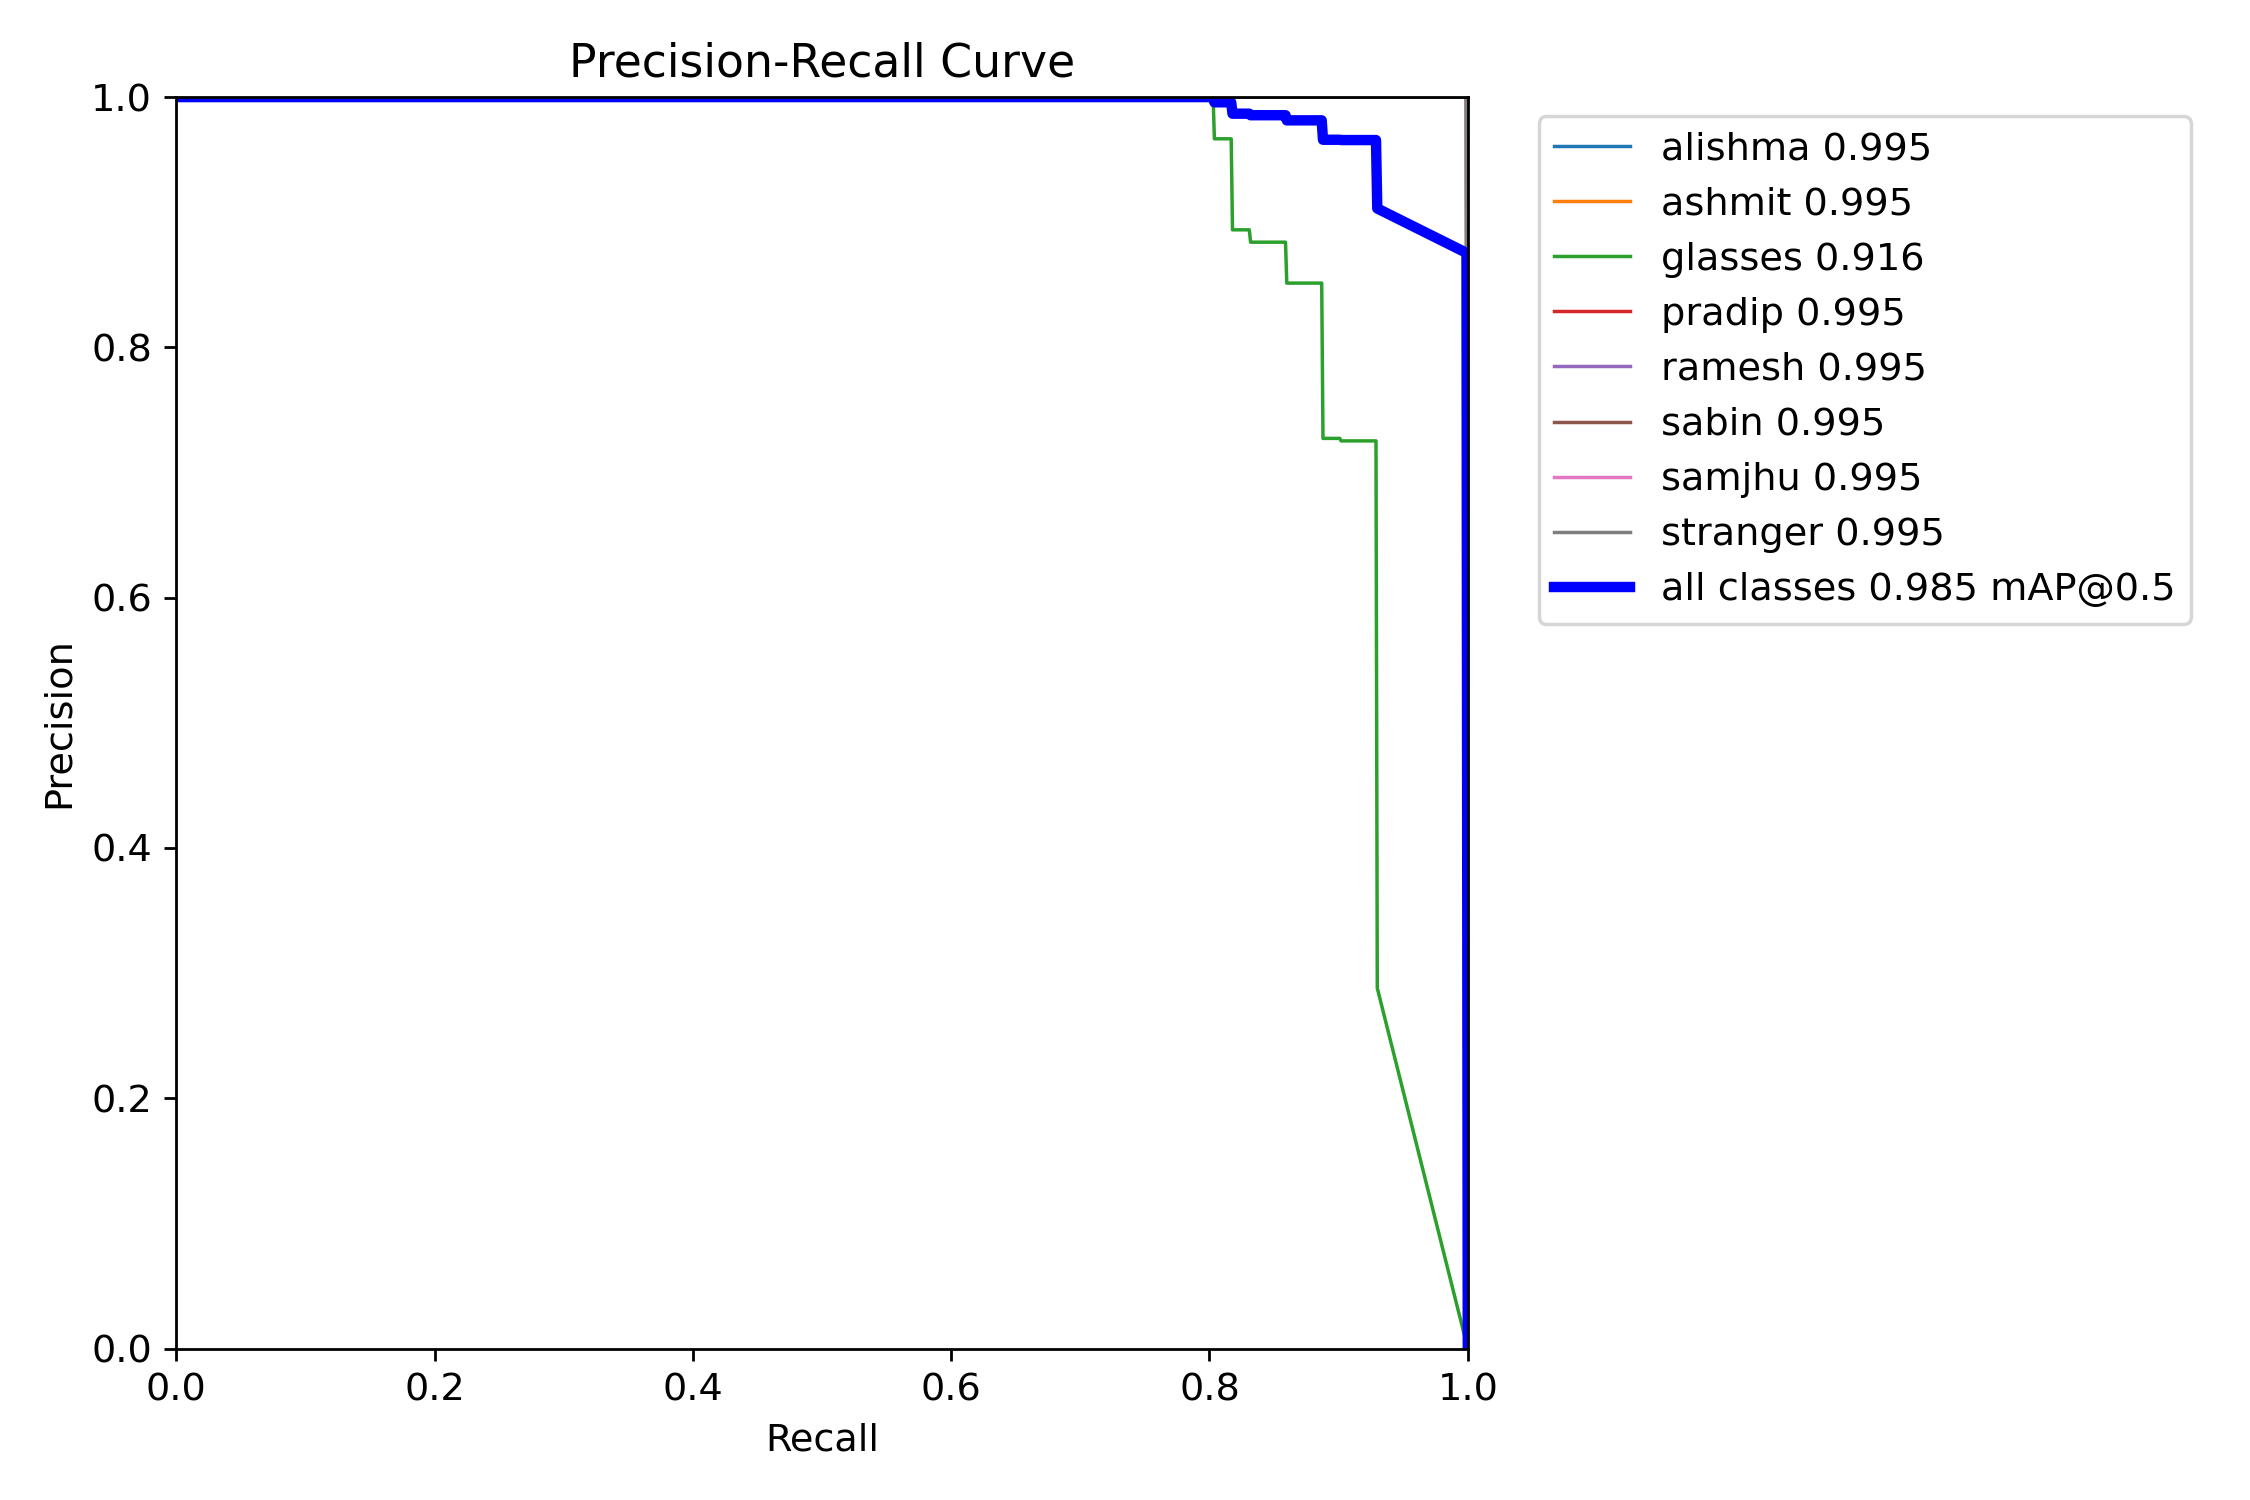 Precision-Recall Curve
1.0
0.8
0.6
0.4
0.2
0.0
Precision
0.0 0.2 0.4 0.6 0.8 1.0
Recall
alishma 0.995
ashmit 0.995
glasses 0.916
pradip 0.995
ramesh 0.995
sabin 0.995
samjhu 0.995
stranger 0.995
all classes 0.985 mAP@0.5